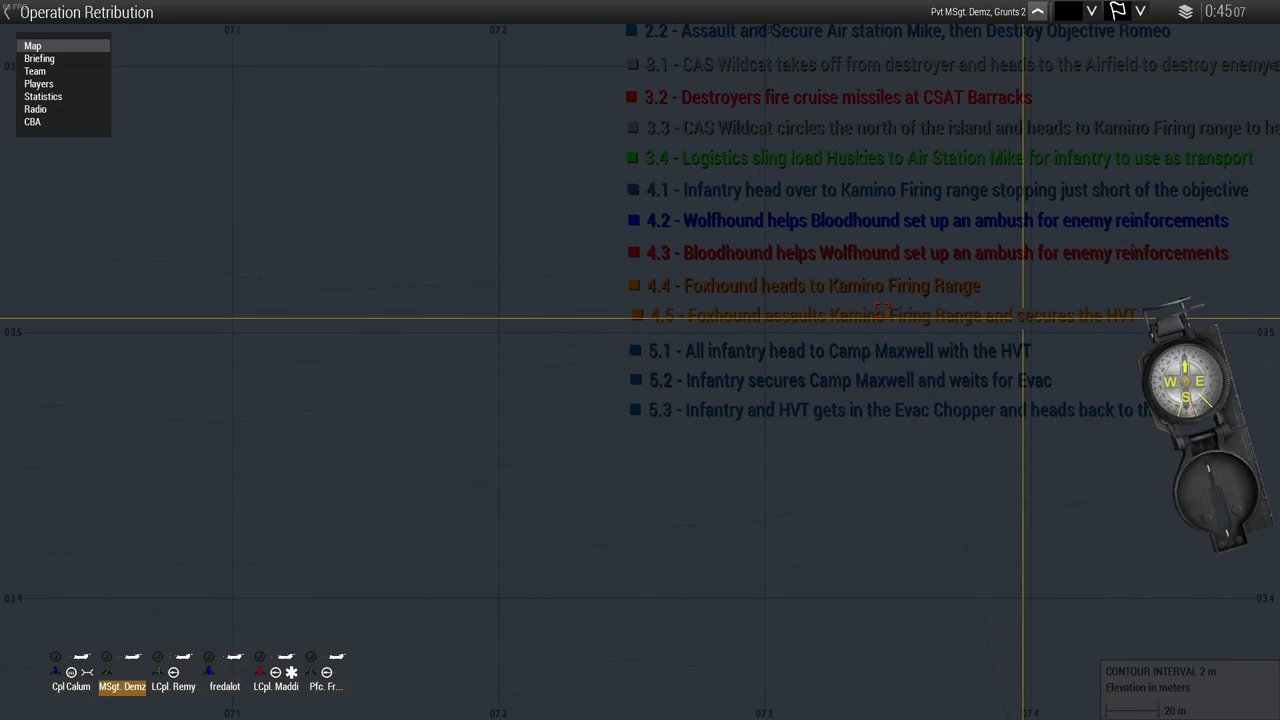 Operation Retribution
Pvt MSgt. Demz, Grunts 2
0:45 07
Map
Briefing
Team
Players
Statistics
Radio
CBA
071
072
2.2 - Assault and Secure Air station Mike, then Destroy Objective Romeo
3.1 - CAS Wildcat takes off from destroyer and heads to the Airfield to destroy enemy
3.2 - Destroyers fire cruise missiles at CSAT Barracks
3.3 - CAS Wildcat circles the north of the island and heads to Kamino Firing range to
3.4 - Logistics sling load Huskies to Air Station Mike for infantry to use as transport
4.1 - Infantry head over to Kamino Firing range stopping just short of the objective
4.2 - Wolfhound helps Bloodhound set up an ambush for enemy reinforcements
4.3 - Bloodhound helps Wolfhound set up an ambush for enemy reinforcements
4.4 - Foxhound heads to Kamino Firing Range
4.5 - Foxhound assaults Kamino Firing Range and secures the HVT
035
5.1 - All infantry head to Camp Maxwell with the HVT
5.2 - Infantry secures Camp Maxwell and waits for Evac
5.3 - Infantry and HVT gets in the Evac Chopper and heads back to
W E
S
034
034
Cpl Calum
MSgt. Demz
LCpl. Remy
fredalot
LCpl. Maddi
Pfc. Fr...
CONTOUR INTERVAL 2 m
Elevation in meters
20 m
071
072
073
074